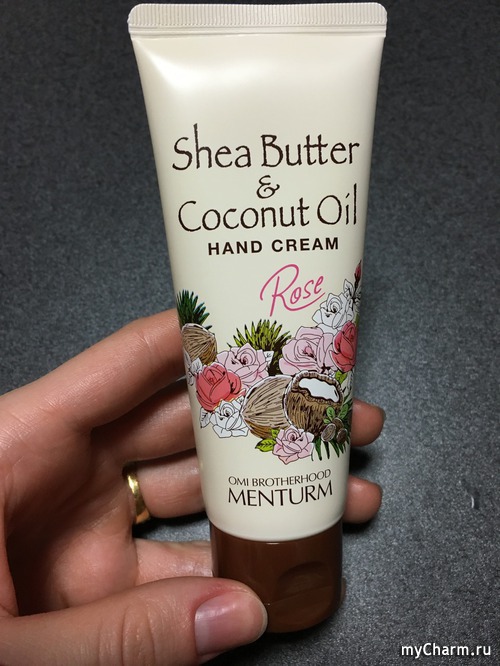 Shea Butter
&
Coconut Oil
HAND CREAM
Rose
OMI BROTHERHOOD
MENTURM
myCharm.ru